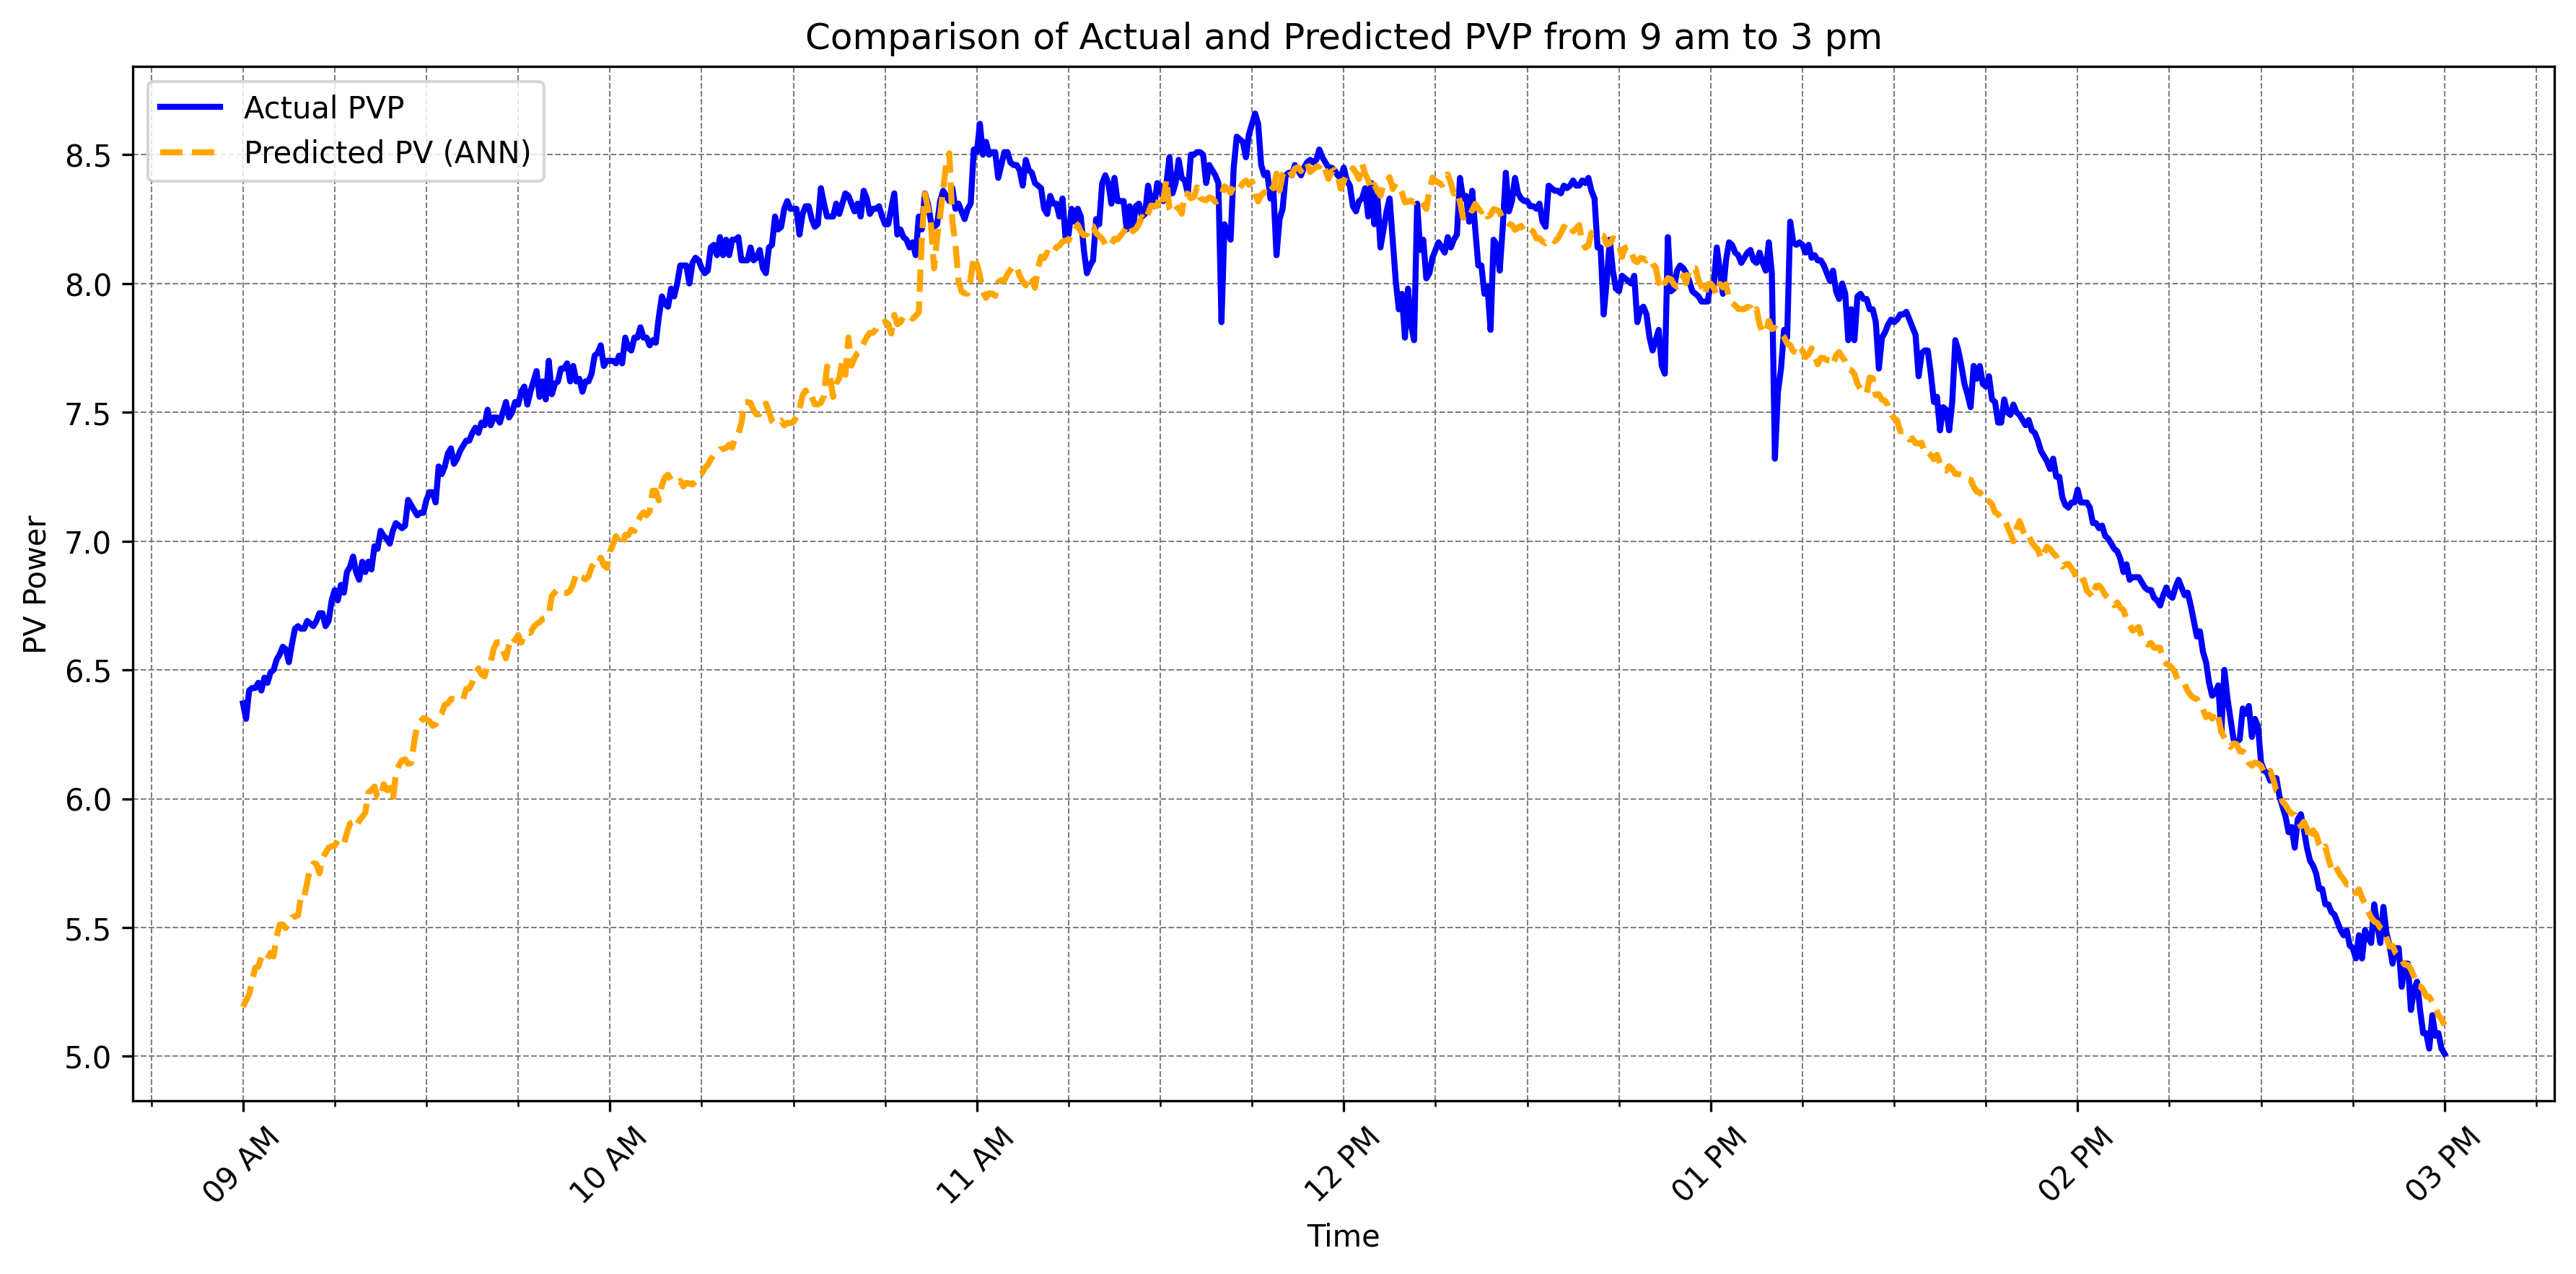 Comparison of Actual and Predicted PVP from 9 am to 3 pm
Actual PVP
Predicted PV (ANN)
PV Power
8.5
8.0
7.5
7.0
6.5
6.0
5.5
5.0
09 AM
10 AM
11 AM
12 PM
01 PM
02 PM
03 PM
Time